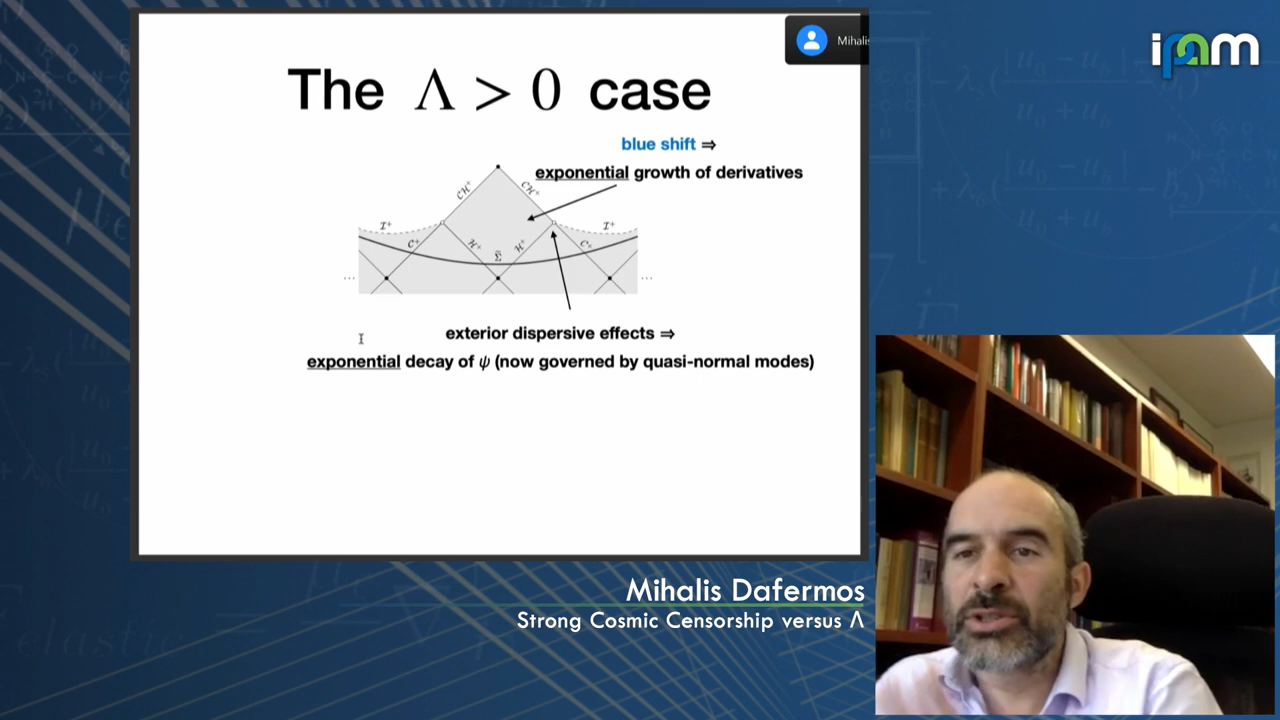 ipam
Mihalis
The Λ > 0 case
blue shift ⇒
exponential growth of derivatives
CH⁺
CH⁺
I⁺
I⁺
C⁺
H⁺
Σ̃
H⁺
C⁺
...
...
exterior dispersive effects ⇒
exponential decay of ψ (now governed by quasi-normal modes)
Mihalis Dafermos
Strong Cosmic Censorship versus Λ